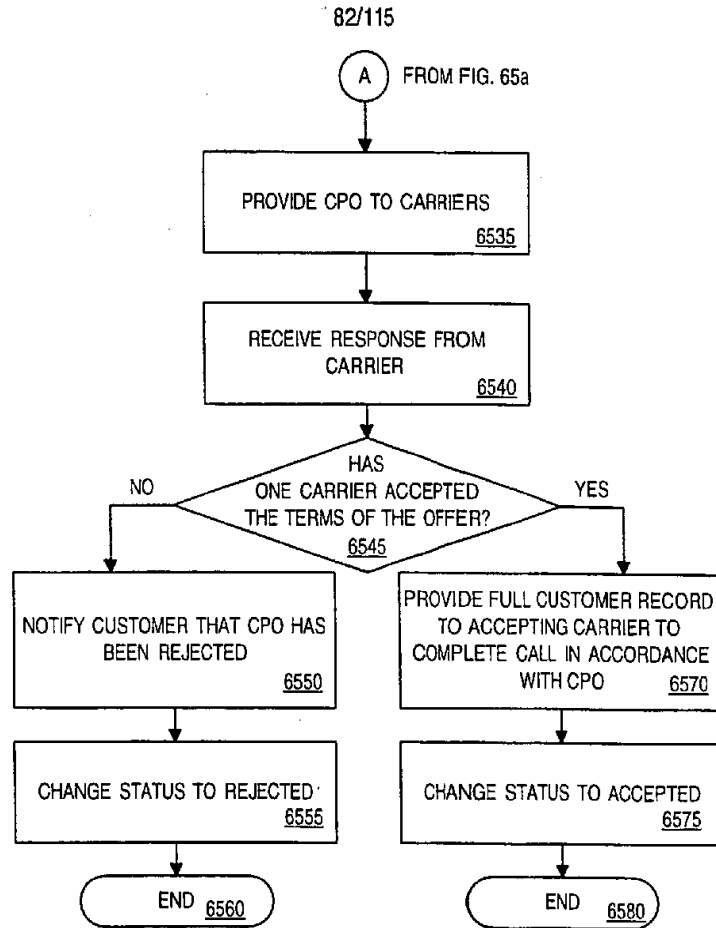 82/115
A FROM FIG. 65a
PROVIDE CPO TO CARRIERS
6535
RECEIVE RESPONSE FROM
CARRIER
6540
HAS
ONE CARRIER ACCEPTED
THE TERMS OF THE OFFER?
6545
NO
YES
NOTIFY CUSTOMER THAT CPO HAS
BEEN REJECTED
6550
CHANGE STATUS TO REJECTED
6555
END 6560
PROVIDE FULL CUSTOMER RECORD
TO ACCEPTING CARRIER TO
COMPLETE CALL IN ACCORDANCE
WITH CPO 6570
CHANGE STATUS TO ACCEPTED
6575
END 6580